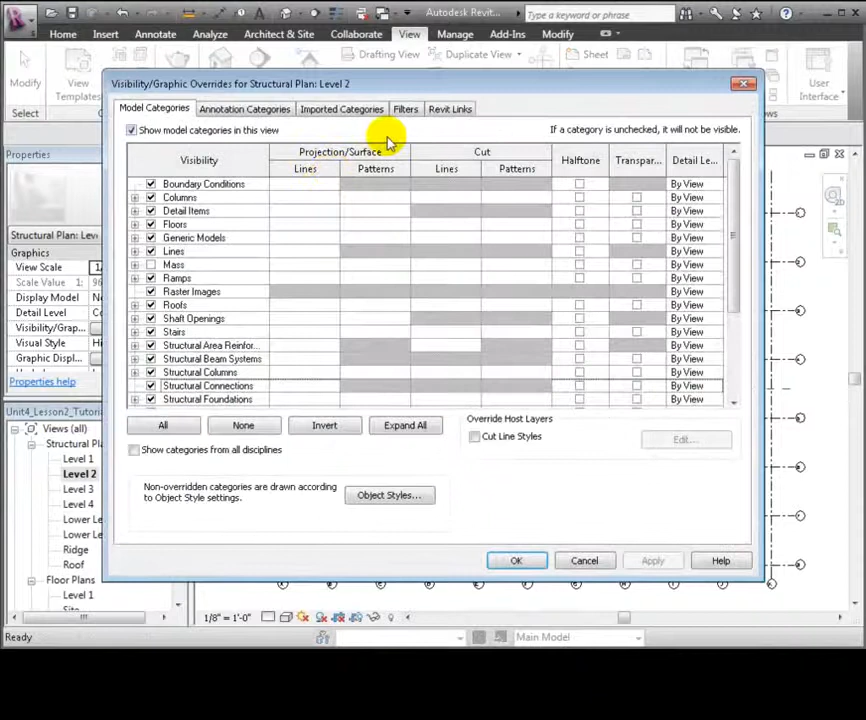 Autodesk Revit...
Type a keyword or phrase
Home Insert Annotate Analyze Architect & Site Collaborate View Manage Add-Ins Modify
Drafting View Duplicate View Sheet
Modify View Templates User Interface
Select
Properties
Structural Plan: Lev
Graphics
View Scale
Scale Value 1: 96
Display Model
Detail Level
Visibility/Grap...
Visual Style
Graphic Displ...
Properties help
Unit4_Lesson2_Tutoria
Views (all)
Structural Pl
Level 1
Level 2
Level 3
Level 4
Lower Le
Lower Le
Ridge
Roof
Floor Plans
Level 1
Site
Visibility/Graphic Overrides for Structural Plan: Level 2
Model Categories Annotation Categories Imported Categories Filters Revit Links
Show model categories in this view If a category is unchecked, it will not be visible.
Visibility Projection/Surface Cut Halftone Transpar... Detail Le...
Lines Patterns Lines Patterns
Boundary Conditions By View
Columns By View
Detail Items By View
Floors By View
Generic Models By View
Lines By View
Mass By View
Ramps By View
Raster Images By View
Roofs By View
Shaft Openings By View
Stairs By View
Structural Area Reinfor... By View
Structural Beam Systems By View
Structural Columns By View
Structural Connections By View
Structural Foundations By View
All None Invert Expand All
Show categories from all disciplines
Override Host Layers
Cut Line Styles Edit...
Non-overridden categories are drawn according
to Object Style settings.
Object Styles...
OK Cancel Apply Help
1/8" = 1'-0"
Ready Main Model